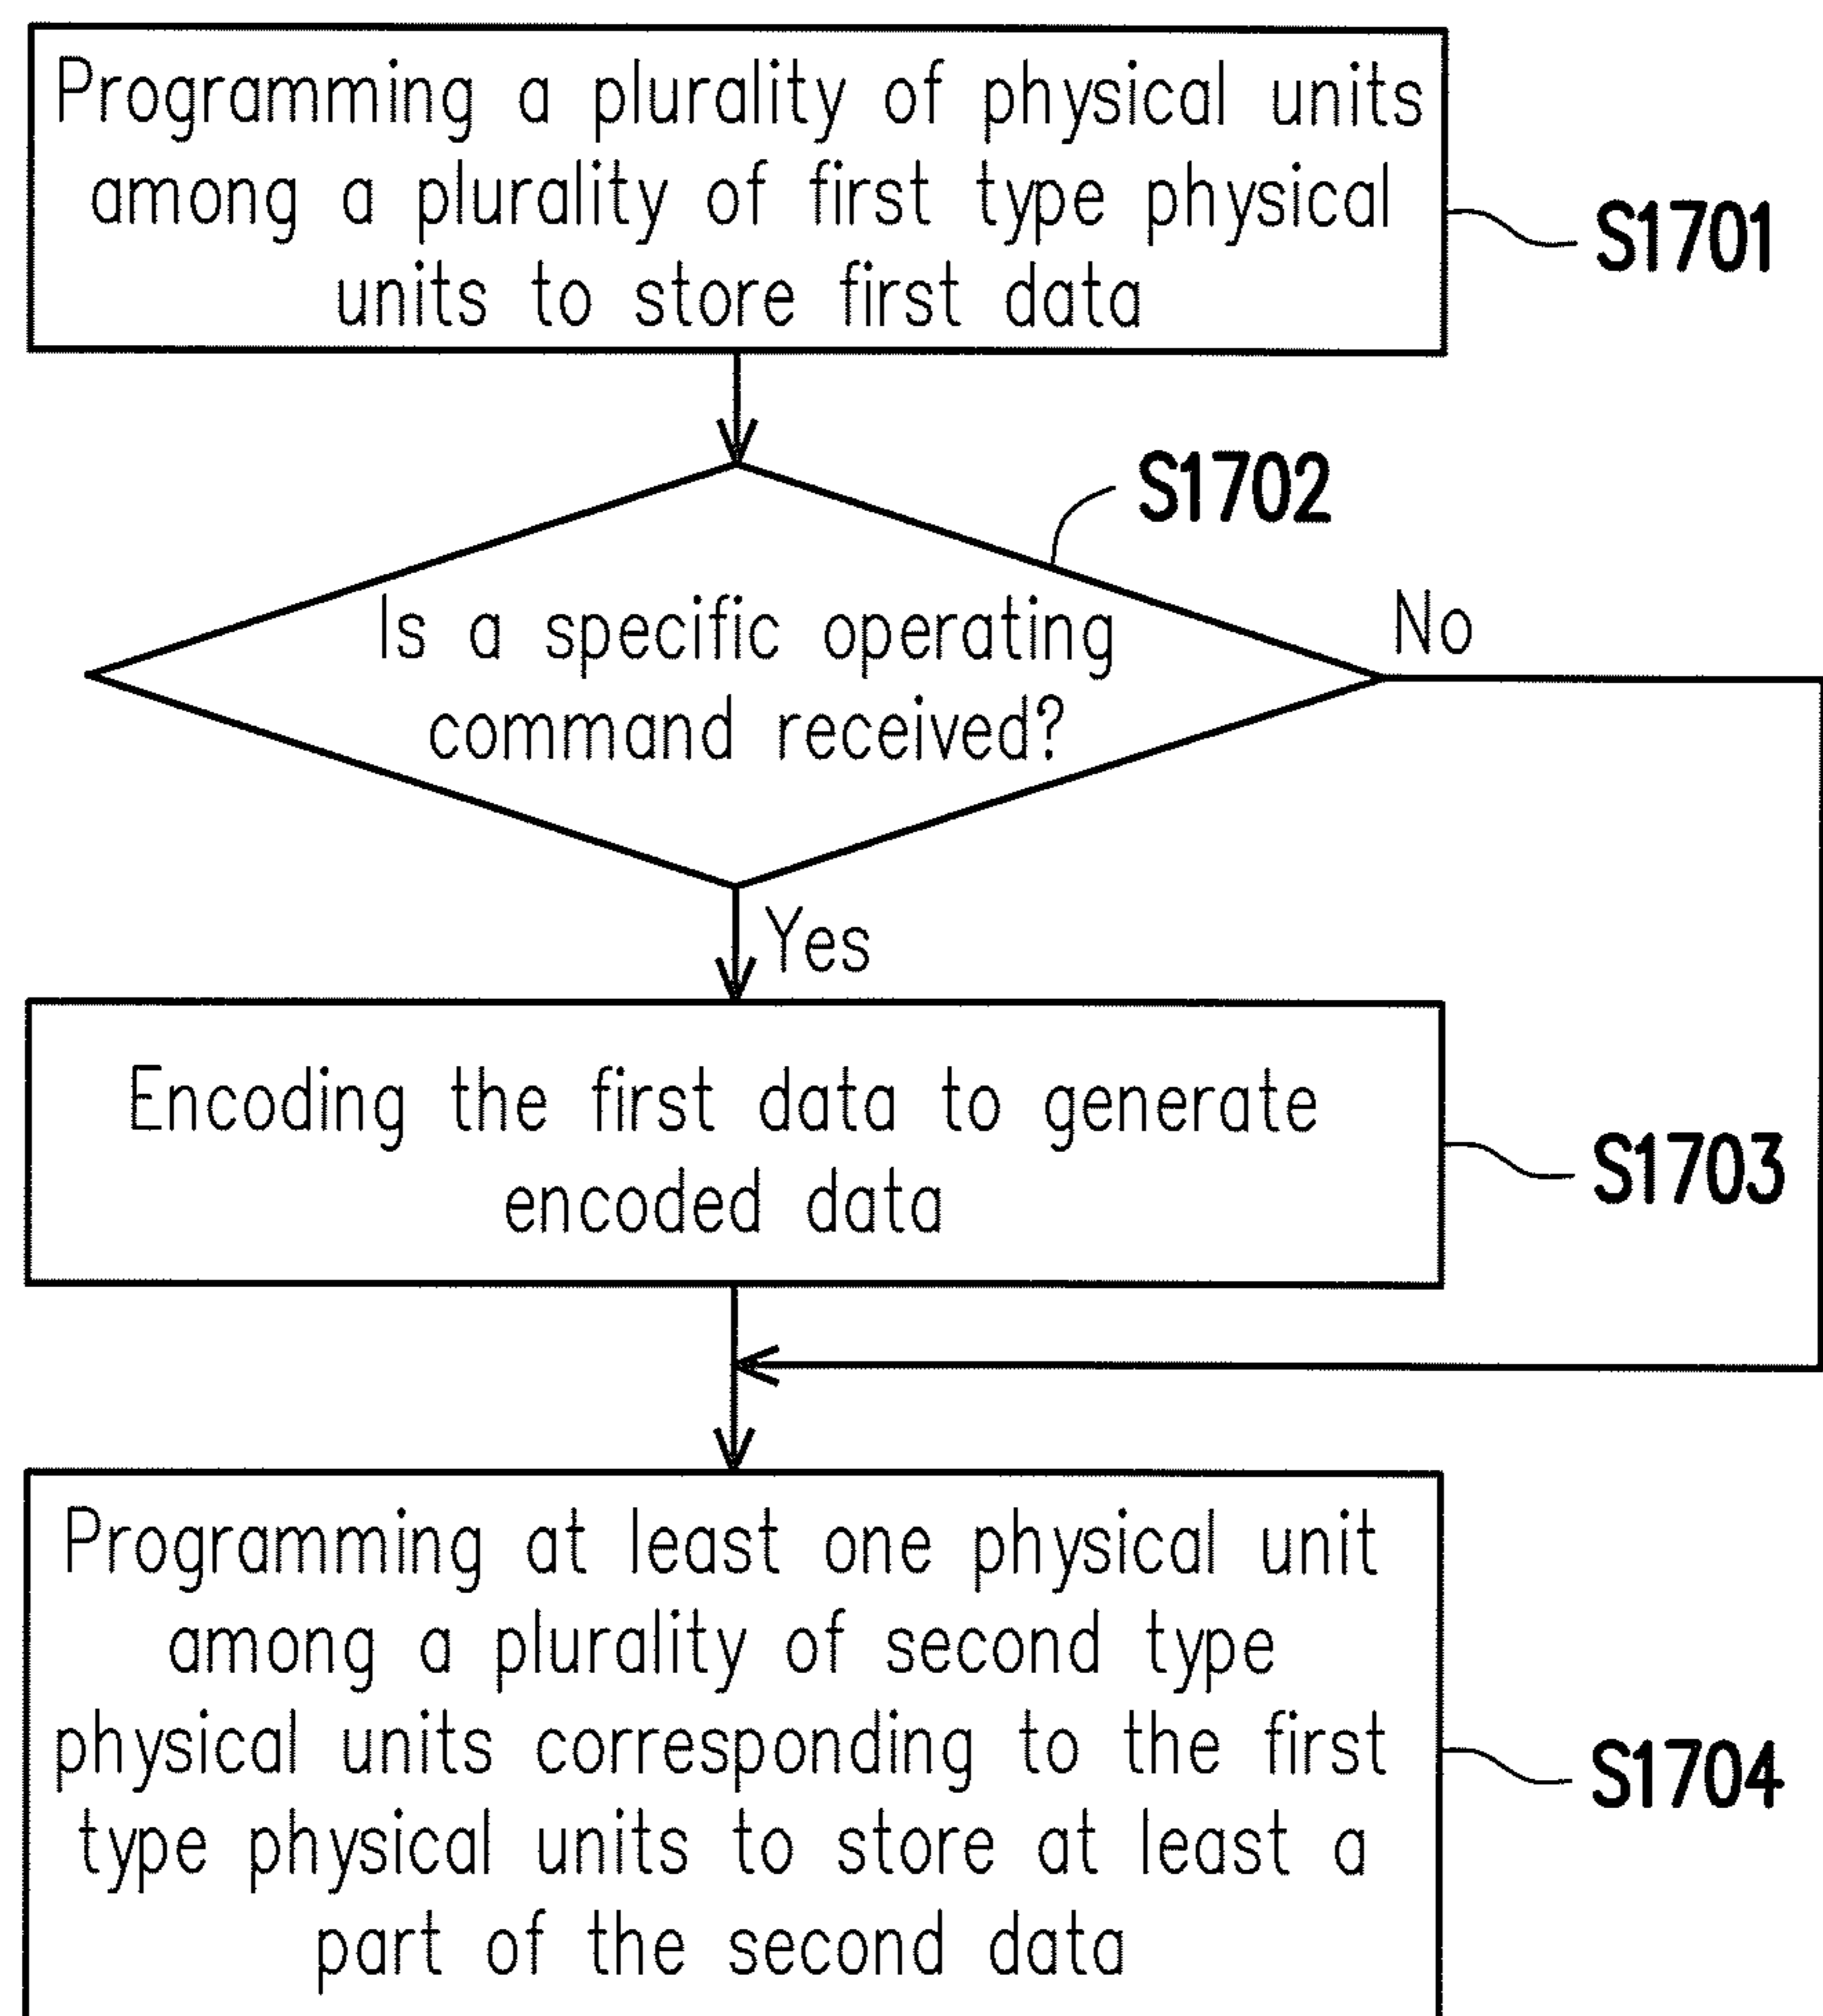 Programming a plurality of physical units
among a plurality of first type physical
units to store first data
S1701
S1702
Is a specific operating
command received?
No
Yes
Encoding the first data to generate
encoded data
S1703
Programming at least one physical unit
among a plurality of second type
physical units corresponding to the first
type physical units to store at least a
part of the second data
S1704